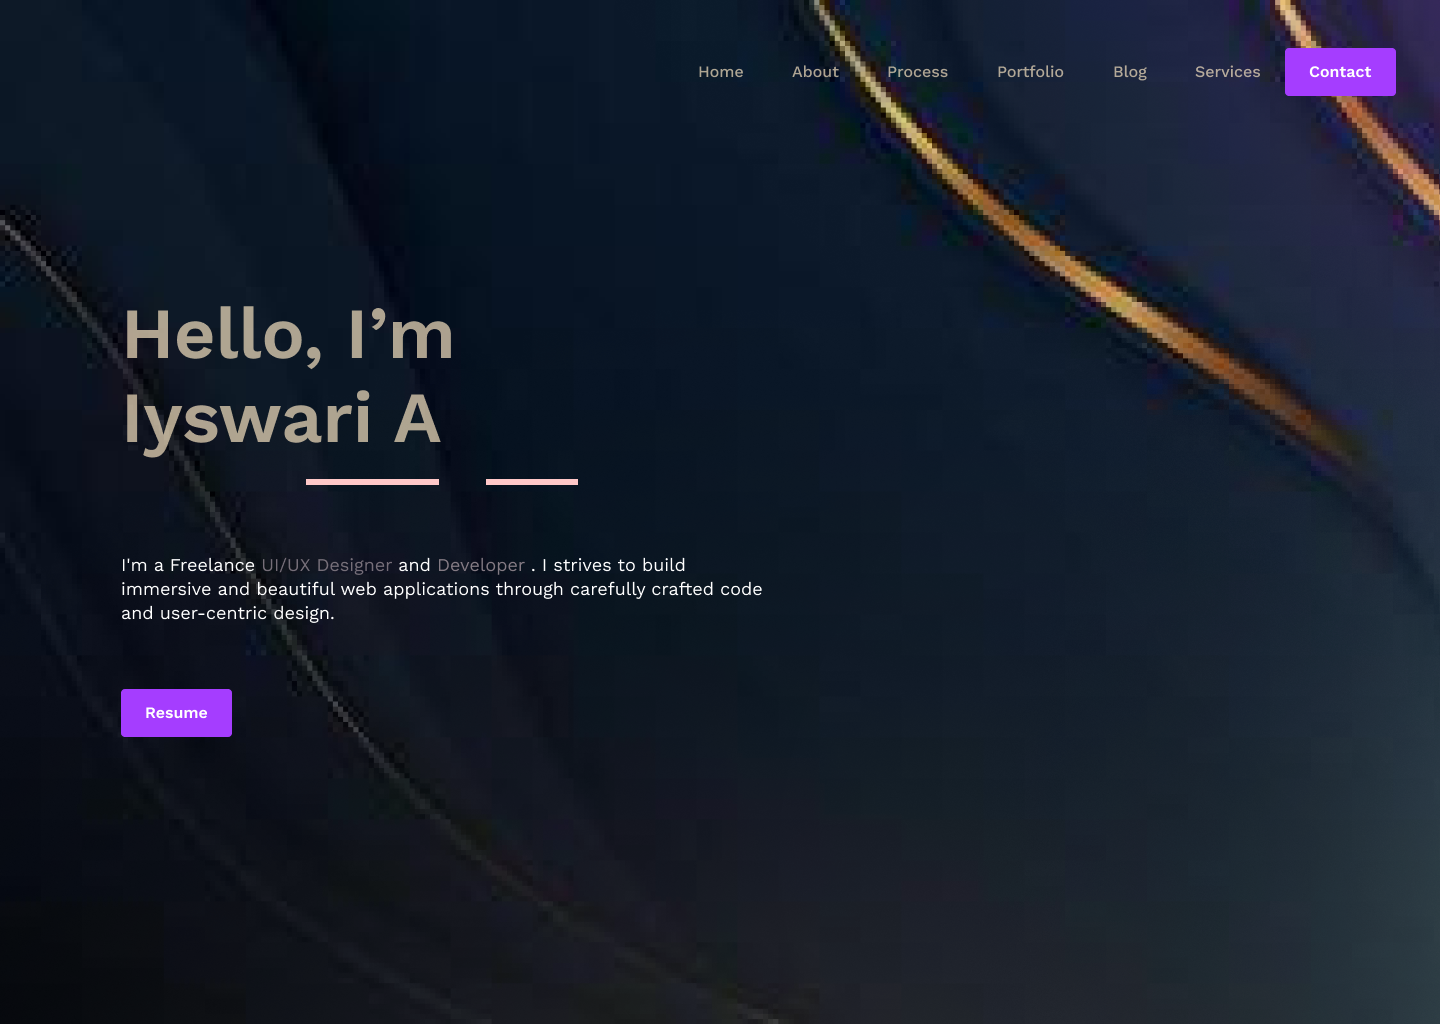 Home About Process Portfolio Blog Services Contact
Hello, I’m
Iyswari A
I'm a Freelance UI/UX Designer and Developer . I strives to build
immersive and beautiful web applications through carefully crafted code
and user-centric design.
Resume